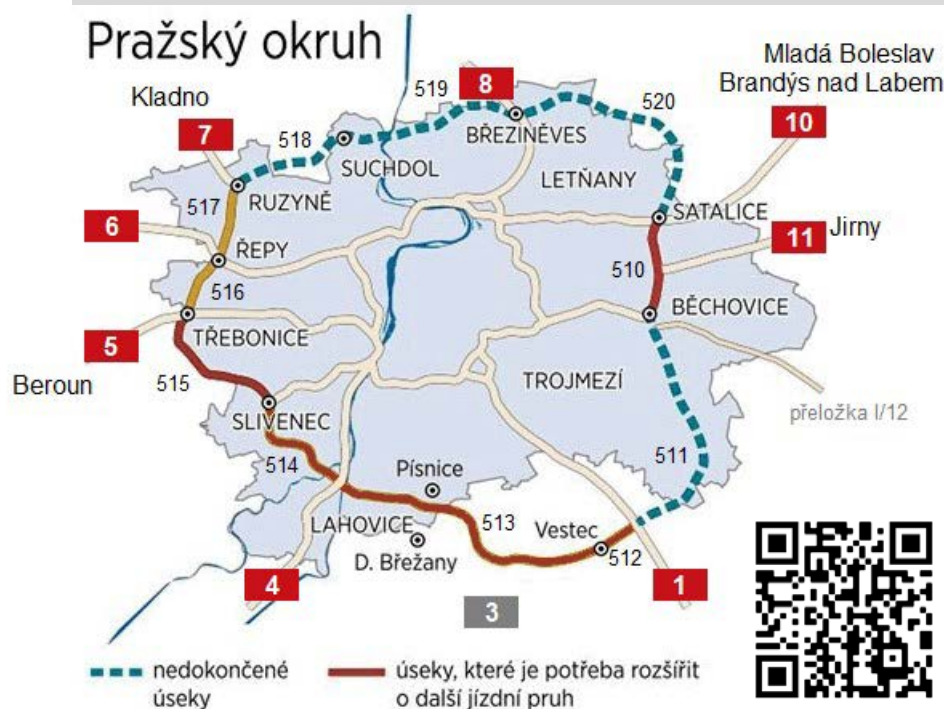 Pražský okruh
Mladá Boleslav
Brandýs nad Labem
Kladno
519
8
520
10
7
518
BŘEZINĚVES
SUCHDOL
LETŇANY
517
RUZYNĚ
SATALICE
6
11
Jirny
ŘEPY
510
516
BĚCHOVICE
TŘEBONICE
5
TROJMEZÍ
Beroun
515
přeložka I/12
SLIVENEC
514
511
Písnice
LAHOVICE
513
Vestec
512
D. Břežany
4
1
3
nedokončené
úseky
úseky, které je potřeba rozšířit
o další jízdní pruh